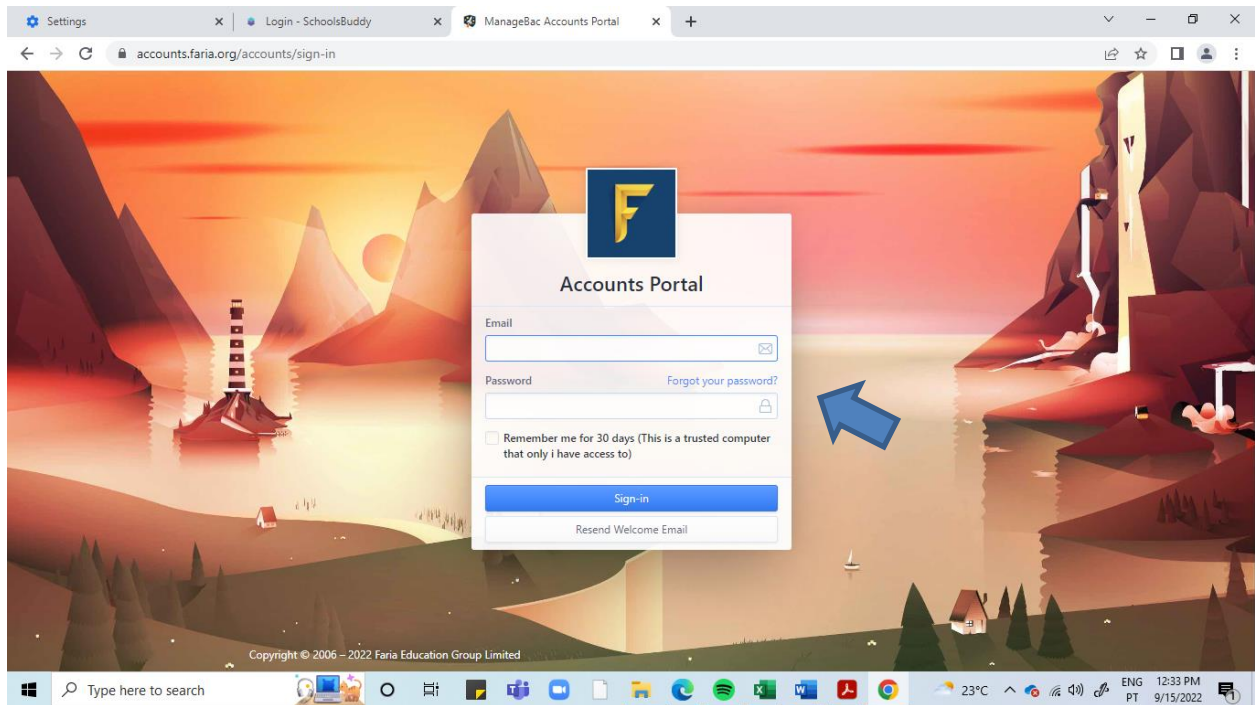 Settings
Login - SchoolsBuddy
ManageBac Accounts Portal
accounts.faria.org/accounts/sign-in
F
Accounts Portal
Email
Password Forgot your password?
Remember me for 30 days (This is a trusted computer
that only i have access to)
Sign-in
Resend Welcome Email
Copyright © 2006 – 2022 Faria Education Group Limited
Type here to search
23°C
ENG
PT
12:33 PM
9/15/2022
1